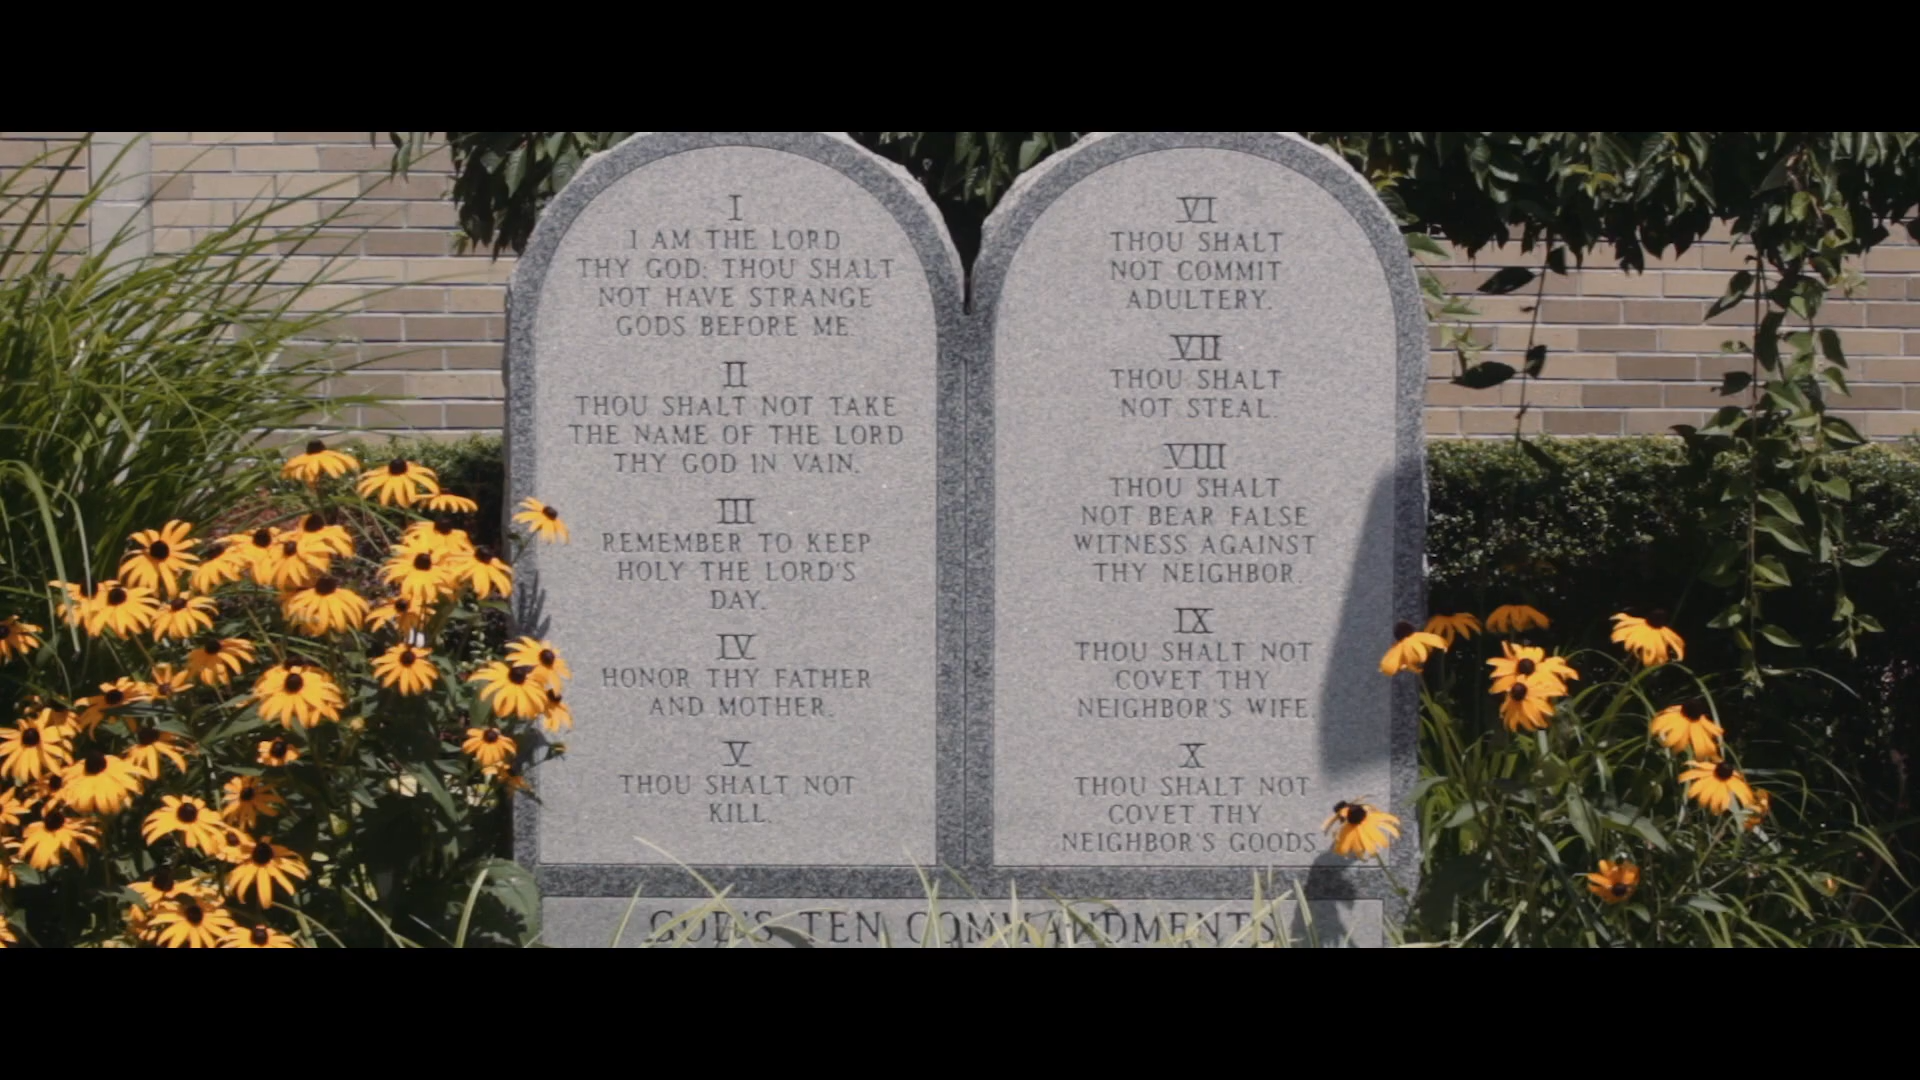 I
I AM THE LORD
THY GOD: THOU SHALT
NOT HAVE STRANGE
GODS BEFORE ME.
II
THOU SHALT NOT TAKE
THE NAME OF THE LORD
THY GOD IN VAIN.
III
REMEMBER TO KEEP
HOLY THE LORD'S
DAY.
IV
HONOR THY FATHER
AND MOTHER.
V
THOU SHALT NOT
KILL.
VI
THOU SHALT
NOT COMMIT
ADULTERY.
VII
THOU SHALT
NOT STEAL.
VIII
THOU SHALT
NOT BEAR FALSE
WITNESS AGAINST
THY NEIGHBOR.
IX
THOU SHALT NOT
COVET THY
NEIGHBOR'S WIFE.
X
THOU SHALT NOT
COVET THY
NEIGHBOR'S GOODS.
GOD'S TEN COMMANDMENTS